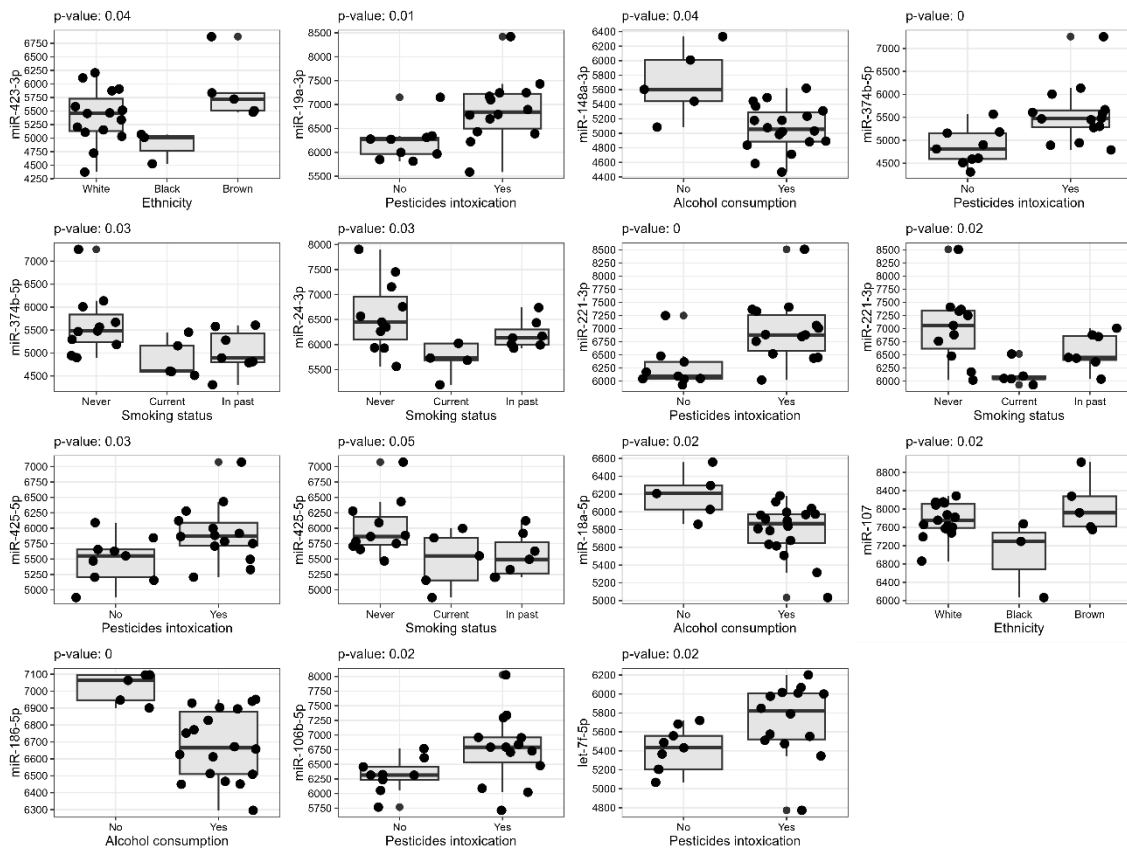 p-value: 0.04
miR-423-3p
6750
6500
6250
6000
5750
5500
5250
5000
4750
4500
4250
White Black Brown
Ethnicity
p-value: 0.01
miR-19a-3p
8500
8000
7500
7000
6500
6000
5500
No Yes
Pesticides intoxication
p-value: 0.04
miR-148a-3p
6400
6200
6000
5800
5600
5400
5200
5000
4800
4600
4400
No Yes
Alcohol consumption
p-value: 0
miR-374b-5p
7000
6500
6000
5500
5000
4500
No Yes
Pesticides intoxication
p-value: 0.03
miR-374b-5p
7000
6500
6000
5500
5000
4500
Never Current In past
Smoking status
p-value: 0.03
miR-24-3p
8000
7500
7000
6500
6000
5500
Never Current In past
Smoking status
p-value: 0
miR-221-3p
8500
8250
8000
7750
7500
7250
7000
6750
6500
6250
6000
No Yes
Pesticides intoxication
p-value: 0.02
miR-221-3p
8500
8250
8000
7750
7500
7250
7000
6750
6500
6250
6000
Never Current In past
Smoking status
p-value: 0.03
miR-425-5p
7000
6750
6500
6250
6000
5750
5500
5250
5000
No Yes
Pesticides intoxication
p-value: 0.05
miR-425-5p
7000
6750
6500
6250
6000
5750
5500
5250
5000
Never Current In past
Smoking status
p-value: 0.02
miR-18a-5p
6600
6400
6200
6000
5800
5600
5400
5200
5000
No Yes
Alcohol consumption
p-value: 0.02
miR-107
8800
8400
8000
7600
7200
6800
6400
6000
White Black Brown
Ethnicity
p-value: 0
miR-186-5p
7100
7000
6900
6800
6700
6600
6500
6400
6300
No Yes
Alcohol consumption
p-value: 0.02
miR-106b-5p
8000
7750
7500
7250
7000
6750
6500
6250
6000
5750
No Yes
Pesticides intoxication
p-value: 0.02
let-7f-5p
6200
6000
5800
5600
5400
5200
5000
4800
No Yes
Pesticides intoxication